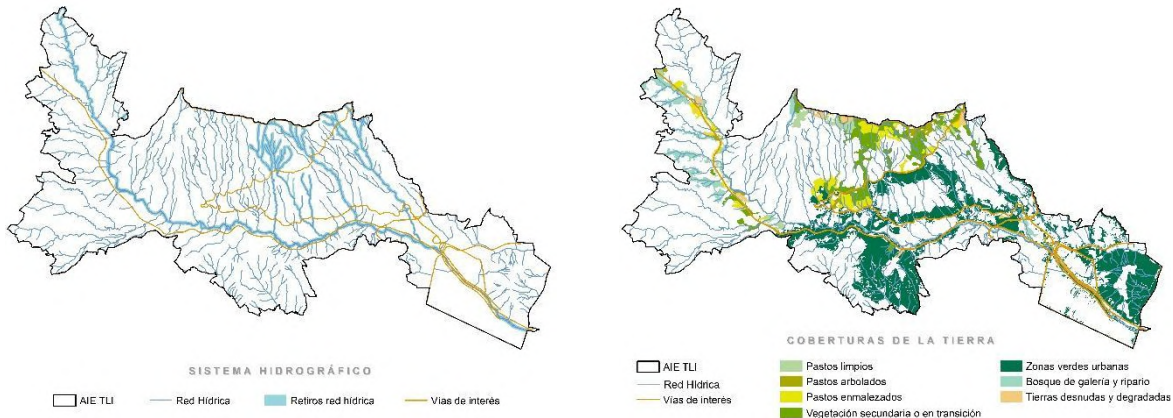 SISTEMA HIDROGRÁFICO
AIE TLI
Red Hídrica
Retiros red hídrica
Vías de interés
COBERTURAS DE LA TIERRA
AIE TLI
Red Hídrica
Vías de interés
Pastos limpios
Pastos arbolados
Pastos enmalezados
Vegetación secundaria o en transición
Zonas verdes urbanas
Bosque de galería y ripario
Tierras desnudas y degradadas